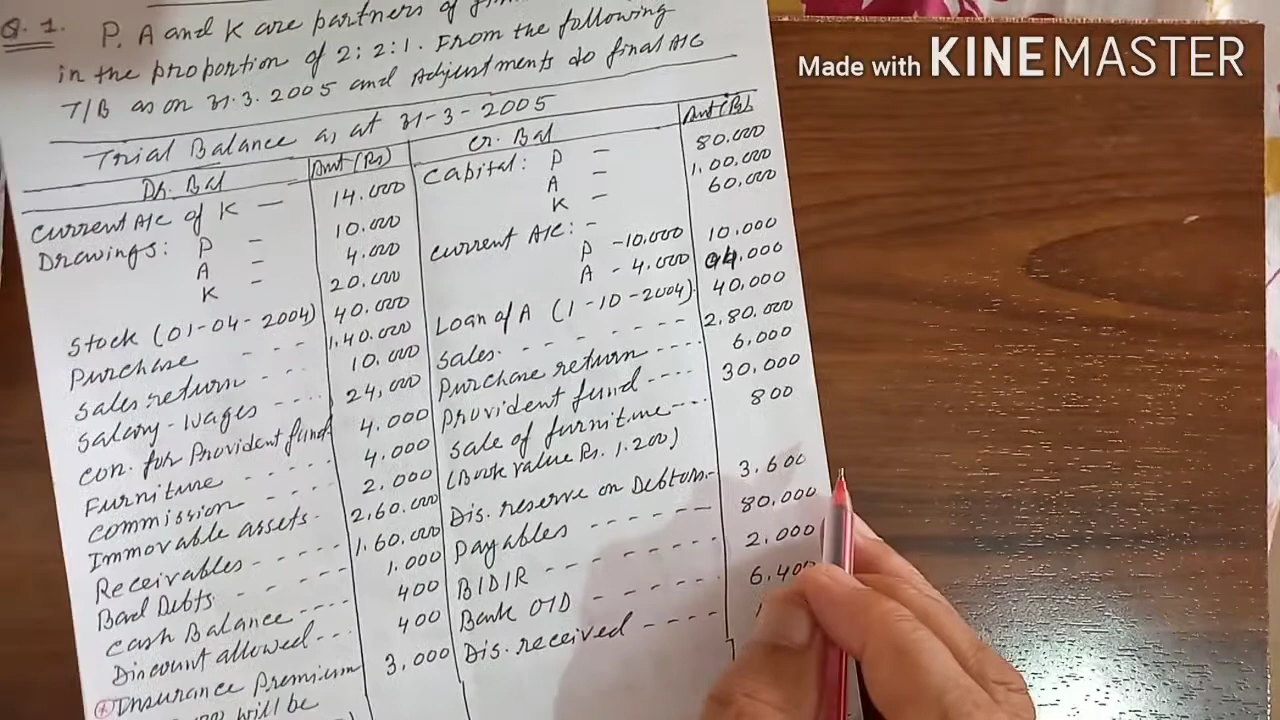 Made with KINEMASTER
Q.1. P, A and K are partners of
in the proportion of 2:2:1. From the following
T/B as on 31.3.2005 and Adjustments do final A/C
Trial Balance as at 31-3-2005
Dr. Bal Amt (Rs) Cr. Bal Amt (Rs).
Current A/C of K — 14.000 Capital: P — 80.000
Drawings: P — 10.000 A — 1.00.000
A — 4.000 K — 60.000
K — 20.000 Current A/C: -
P -10.000 10.000
Stock (01-04-2004) 40.000 A - 4.000 4.000
Purchase - - - 1.40.000 Loan of A (1-10-2004) 40,000
Sales return - - - 10.000 Sales. - - - - - - 2,80.000
Salary-wages - - - - 24,000 Purchase return - - - - 6,000
Con. for Provident fund 4.000 Provident fund - - - - 30,000
Furniture - - - - 4.000 Sale of furniture - - - 800
Commission - - - - 2.000 (Book value Rs. 1.200)
Immovable assets. - 2,60.000 Dis. reserve on Debtors.- 3.600
Receivables - - - - 1,60.000 Payables - - - - - - 80,000
Bad Debts - - - - - 1.000 B/D/R - - - - - - - 2.000
Cash Balance - - - - 400 Bank O/D - - - - - - 6.400
Discount allowed - - - 400 Dis. received - - - -
Insurance Premium 3,000
will be